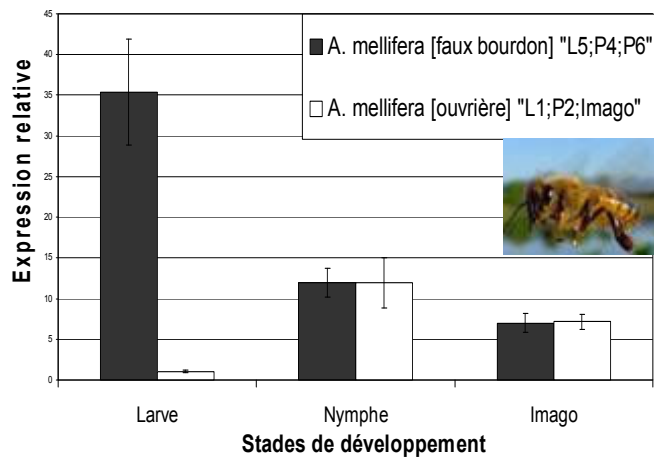 45
40
35
30
25
20
15
10
5
0
Expression relative
A. mellifera [faux bourdon] "L5;P4;P6"
A. mellifera [ouvrière] "L1;P2;Imago"
Larve
Nymphe
Imago
Stades de développement